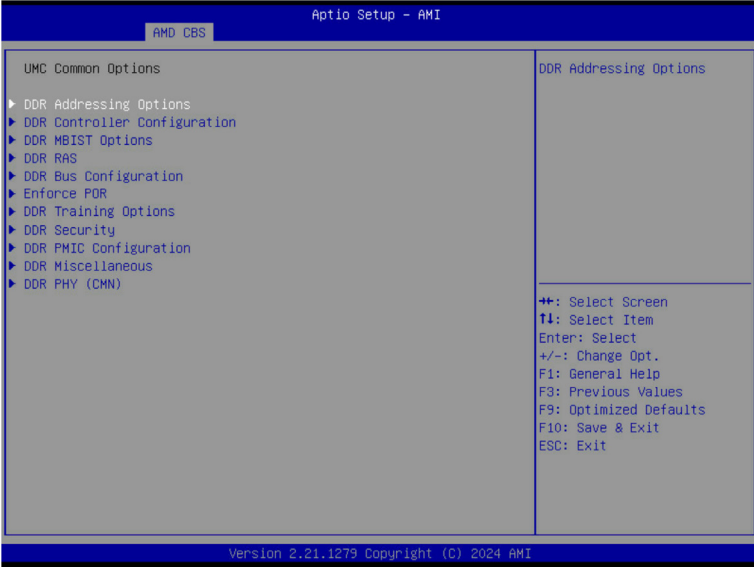 Aptio Setup – AMI
AMD CBS
UMC Common Options
DDR Addressing Options
DDR Controller Configuration
DDR MBIST Options
DDR RAS
DDR Bus Configuration
Enforce POR
DDR Training Options
DDR Security
DDR PMIC Configuration
DDR Miscellaneous
DDR PHY (CMN)
DDR Addressing Options
→←: Select Screen
↑↓: Select Item
Enter: Select
+/-: Change Opt.
F1: General Help
F3: Previous Values
F9: Optimized Defaults
F10: Save & Exit
ESC: Exit
Version 2.21.1279 Copyright (C) 2024 AMI